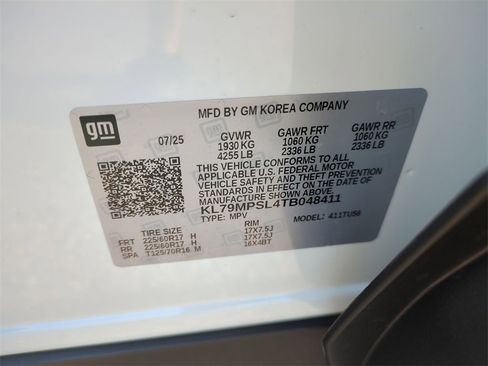 MFD BY GM KOREA COMPANY
gm
07/25 GVWR GAWR FRT GAWR RR
1930 KG 1060 KG 1060 KG
4255 LB 2336 LB 2336 LB
THIS VEHICLE CONFORMS TO ALL
APPLICABLE U.S. FEDERAL MOTOR
VEHICLE SAFETY AND THEFT
PREVENTION STANDARDS IN EFFECT ON
THE DATE OF MANUFACTURE
SHOWN ABOVE.
KL79MPSL4TB048411
TYPE: MPV MODEL: 411TU56
TIRE SIZE RIM
FRT 225/60R17 H 17X7.5J
RR 225/60R17 H 17X7.5J
SPA T125/70R16 M 16X4BT